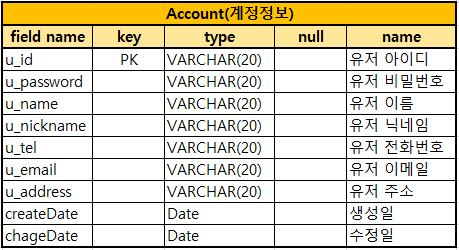 Account(계정정보)
field name key type null name
u_id PK VARCHAR(20) 유저 아이디
u_password VARCHAR(20) 유저 비밀번호
u_name VARCHAR(20) 유저 이름
u_nickname VARCHAR(20) 유저 닉네임
u_tel VARCHAR(20) 유저 전화번호
u_email VARCHAR(20) 유저 이메일
u_address VARCHAR(20) 유저 주소
createDate Date 생성일
chageDate Date 수정일